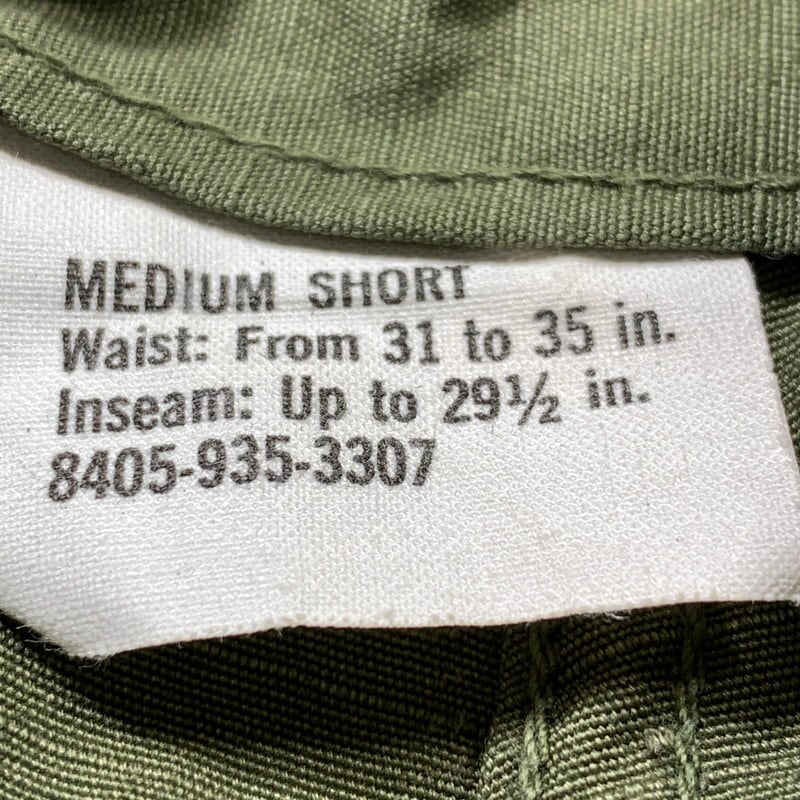 MEDIUM SHORT
Waist: From 31 to 35 in.
Inseam: Up to 29½ in.
8405-935-3307